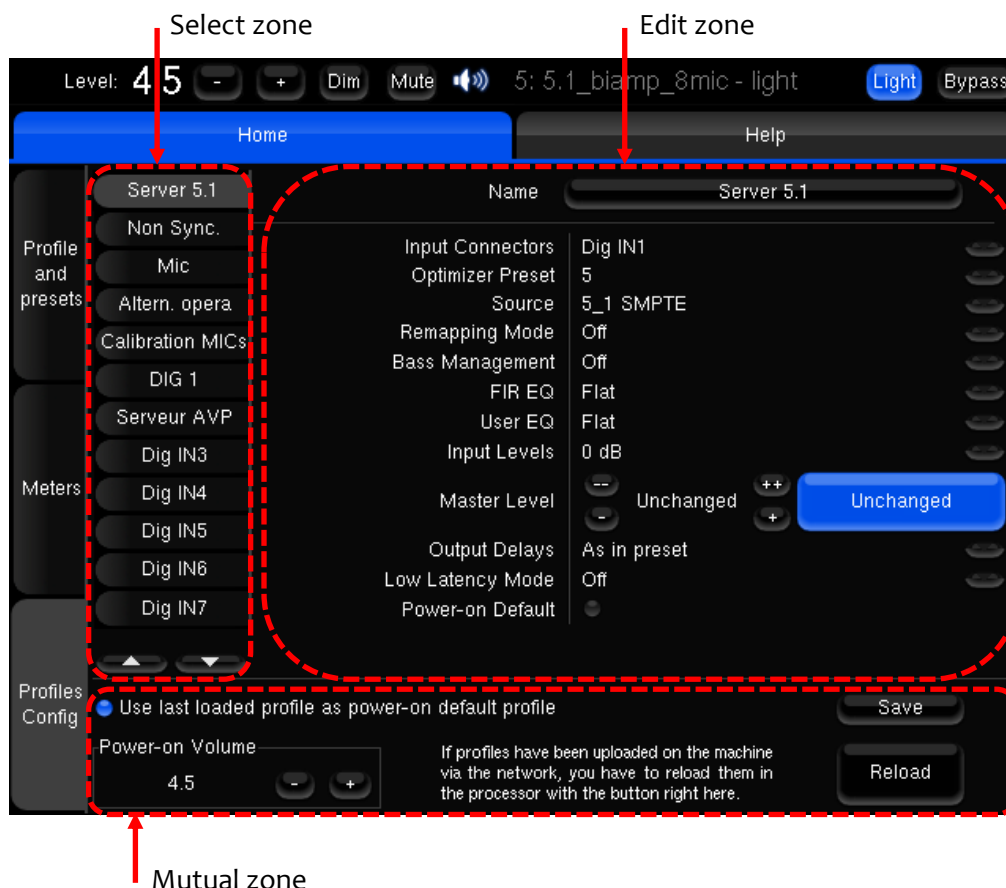 Select zone
Edit zone
Level: 4.5 - + Dim Mute 5: 5.1_biamp_8mic - light Light Bypass
Home Help
Profile
and
presets
Meters
Profiles
Config
Server 5.1
Non Sync.
Mic
Altern. opera
Calibration MICs
DIG 1
Serveur AVP
Dig IN3
Dig IN4
Dig IN5
Dig IN6
Dig IN7
Name Server 5.1
Input Connectors Dig IN1
Optimizer Preset 5
Source 5_1 SMPTE
Remapping Mode Off
Bass Management Off
FIR EQ Flat
User EQ Flat
Input Levels 0 dB
Master Level -- - Unchanged ++ + Unchanged
Output Delays As in preset
Low Latency Mode Off
Power-on Default
Use last loaded profile as power-on default profile
Save
Power-on Volume
4.5 - +
If profiles have been uploaded on the machine
via the network, you have to reload them in
the processor with the button right here.
Reload
Mutual zone